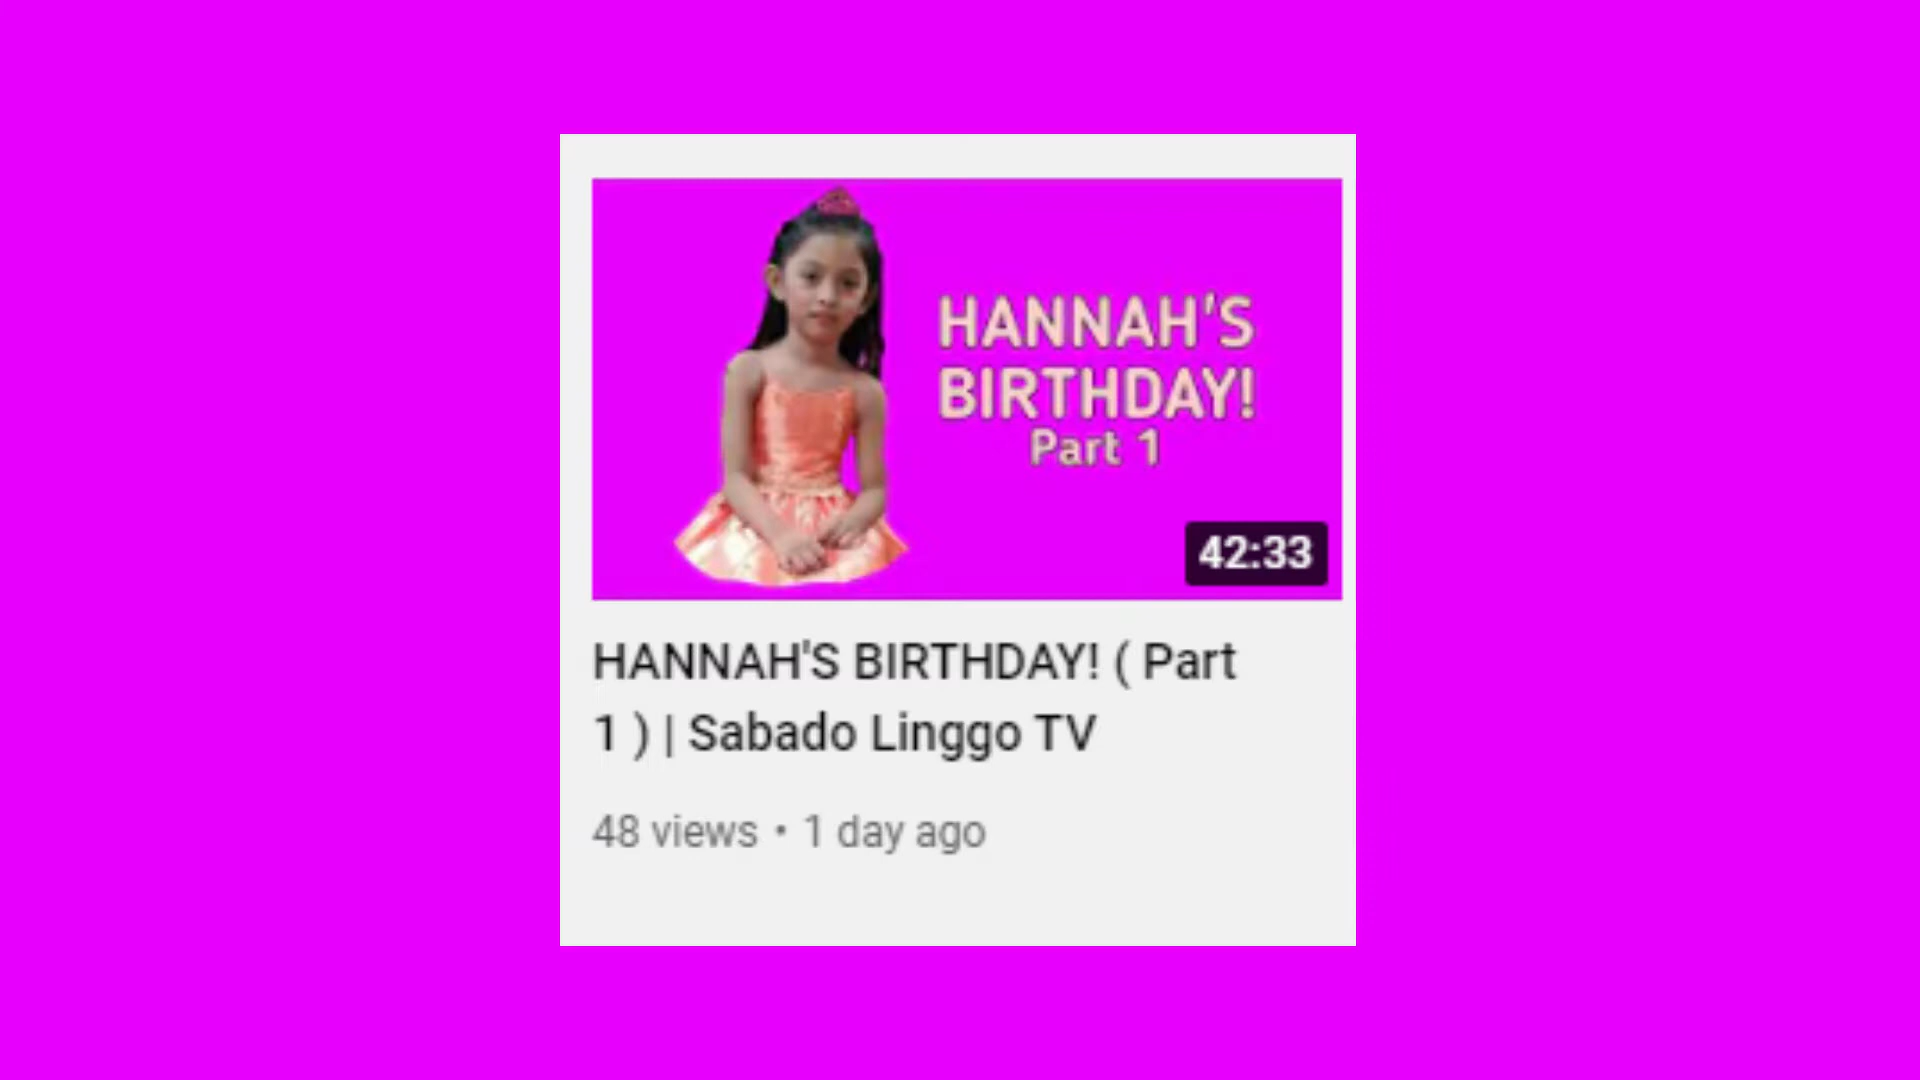 HANNAH'S
BIRTHDAY!
Part 1
42:33
HANNAH'S BIRTHDAY! ( Part
1 ) | Sabado Linggo TV
48 views • 1 day ago